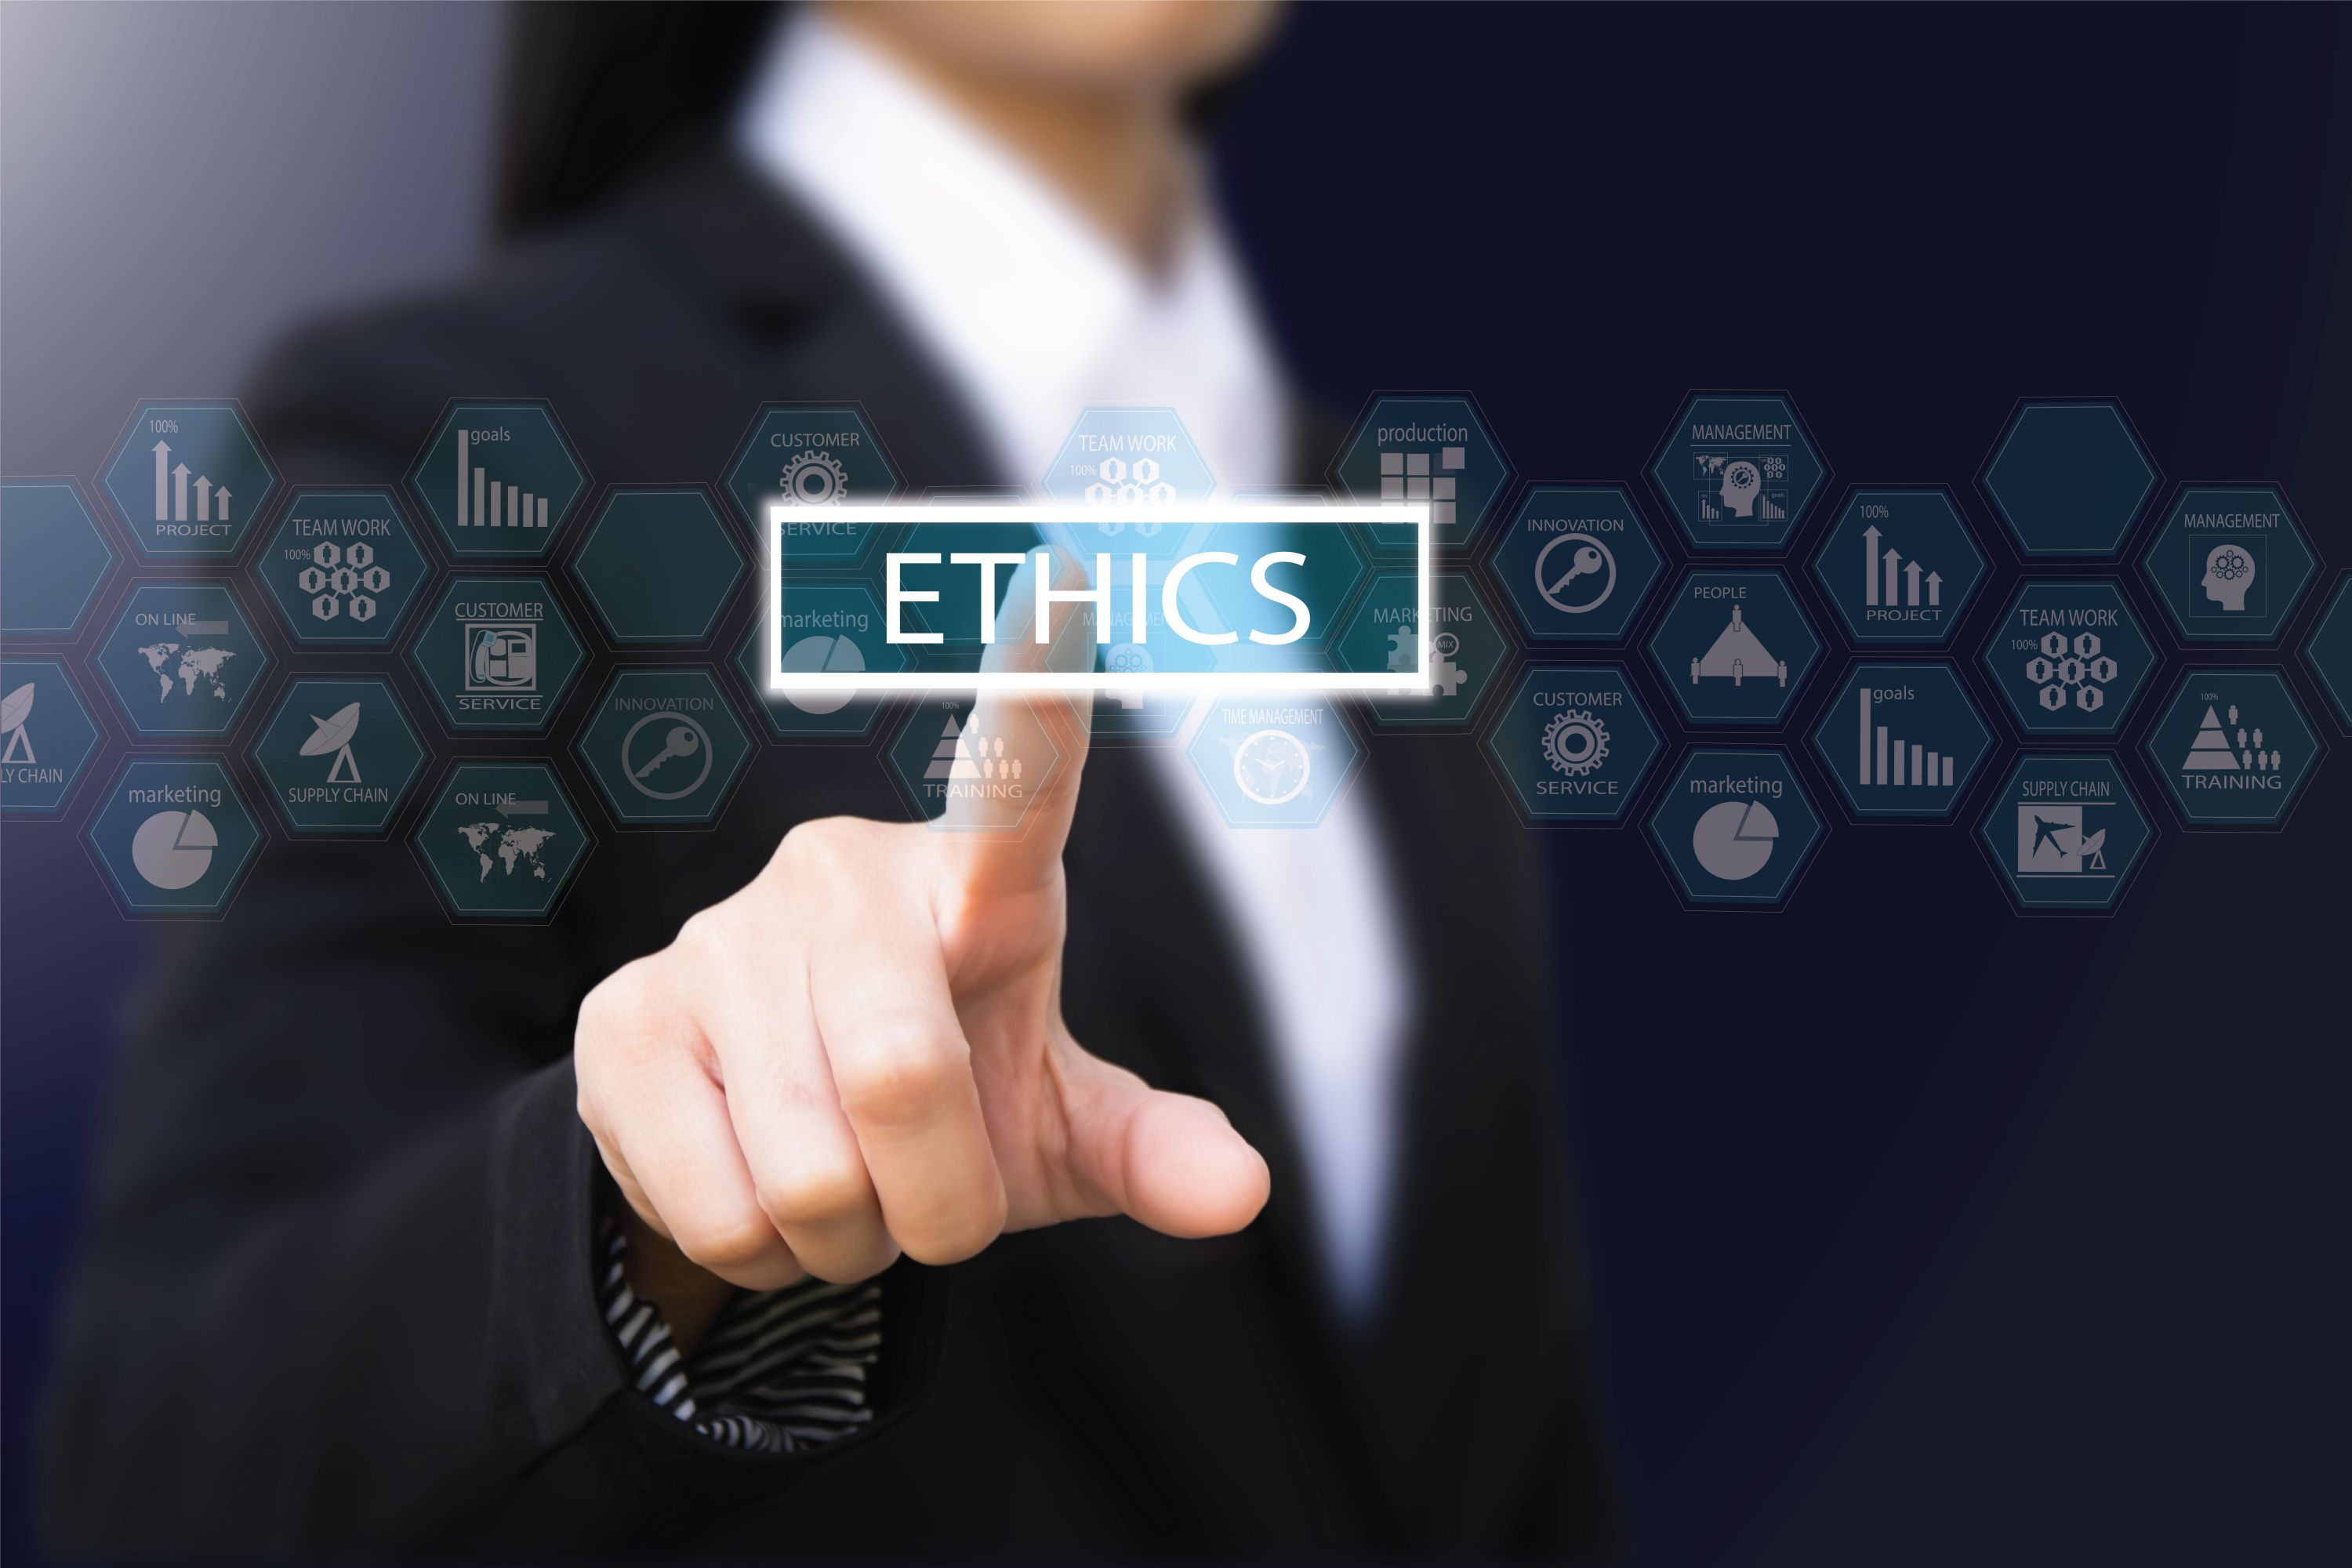 100%
PROJECT
TEAM WORK
100%
goals
CUSTOMER
SERVICE
TEAM WORK
100%
production
MANAGEMENT
INNOVATION
100%
PROJECT
MANAGEMENT
ETHICS
ON LINE
CUSTOMER
SERVICE
marketing
MARKETING
MIX
PEOPLE
TEAM WORK
100%
LY CHAIN
SUPPLY CHAIN
INNOVATION
100%
TRAINING
TIME MANAGEMENT
CUSTOMER
SERVICE
goals
100%
TRAINING
marketing
ON LINE
marketing
SUPPLY CHAIN